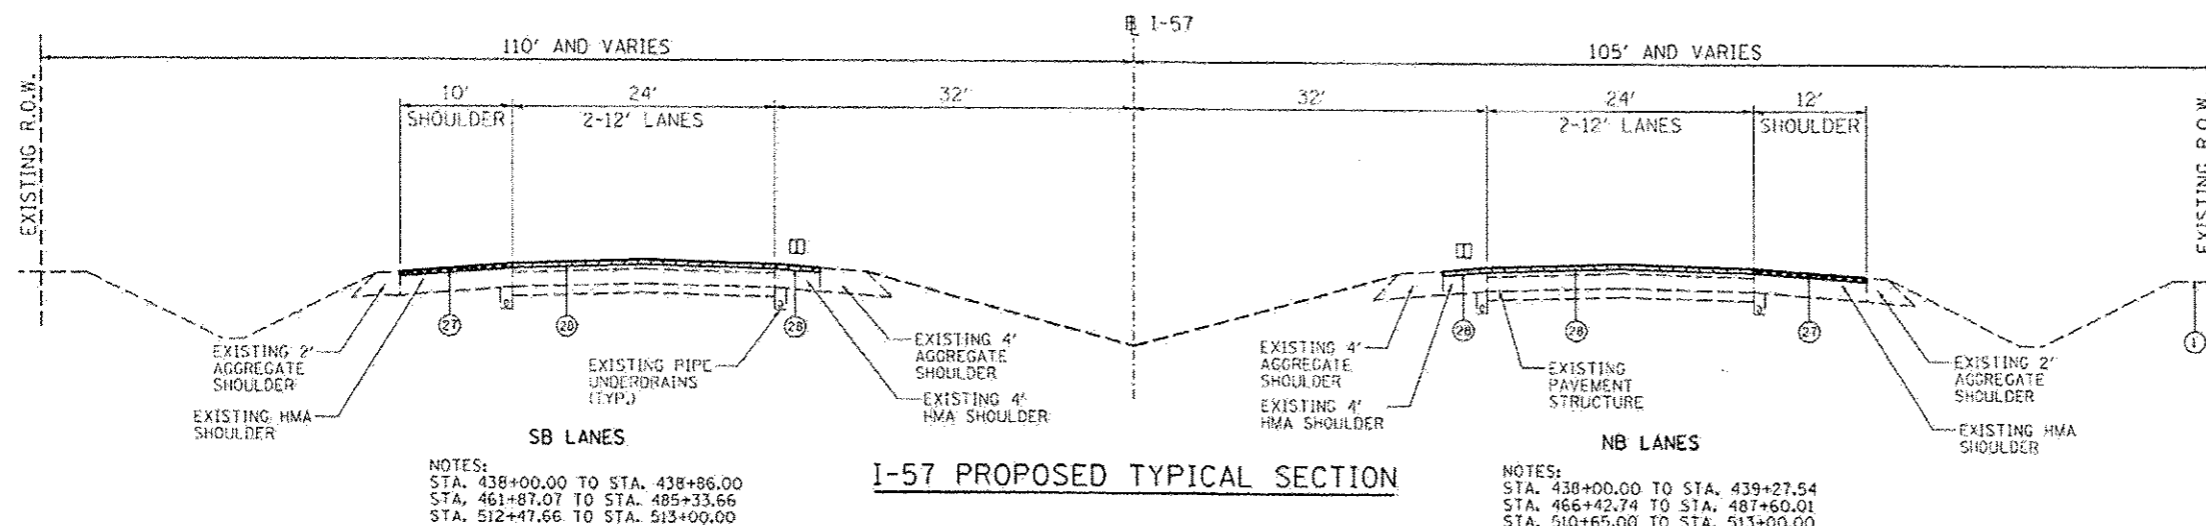 ℄ I-57
110' AND VARIES
105' AND VARIES
EXISTING R.O.W.
10'
SHOULDER
24'
2-12' LANES
32'
32'
24'
2-12' LANES
12'
SHOULDER
EXISTING R.O.W.
1
1
27
28
28
28
28
27
1
EXISTING 2'
AGGREGATE
SHOULDER
EXISTING HMA
SHOULDER
EXISTING PIPE
UNDERDRAINS
(TYP.)
EXISTING 4'
AGGREGATE
SHOULDER
EXISTING 4'
HMA SHOULDER
EXISTING 4'
AGGREGATE
SHOULDER
EXISTING 4'
HMA SHOULDER
EXISTING
PAVEMENT
STRUCTURE
EXISTING 2'
AGGREGATE
SHOULDER
EXISTING HMA
SHOULDER
SB LANES
NOTES:
STA. 438+00.00 TO STA. 438+86.00
STA. 461+87.07 TO STA. 485+33.66
STA. 512+47.66 TO STA. 513+00.00
I-57 PROPOSED TYPICAL SECTION
NB LANES
NOTES:
STA. 438+00.00 TO STA. 439+27.54
STA. 466+42.74 TO STA. 487+60.01
STA. 510+65.00 TO STA. 513+00.00